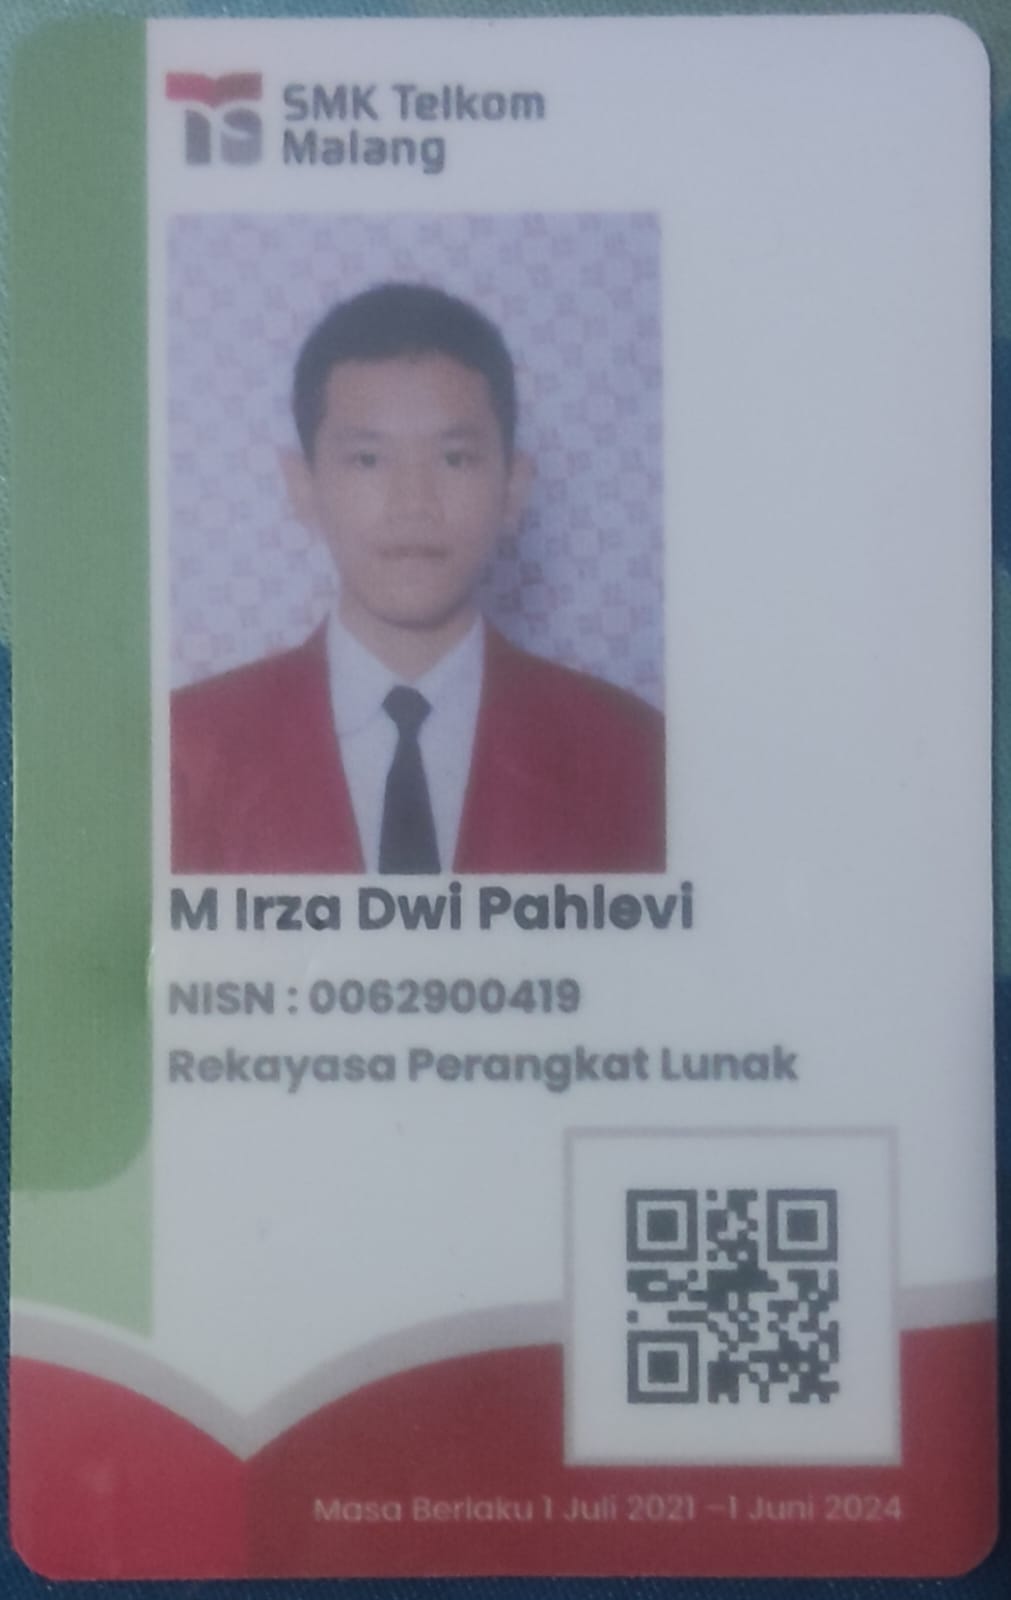 SMK Telkom
Malang
M Irza Dwi Pahlevi
NISN : 0062900419
Rekayasa Perangkat Lunak
Masa Berlaku 1 Juli 2021 -1 Juni 2024